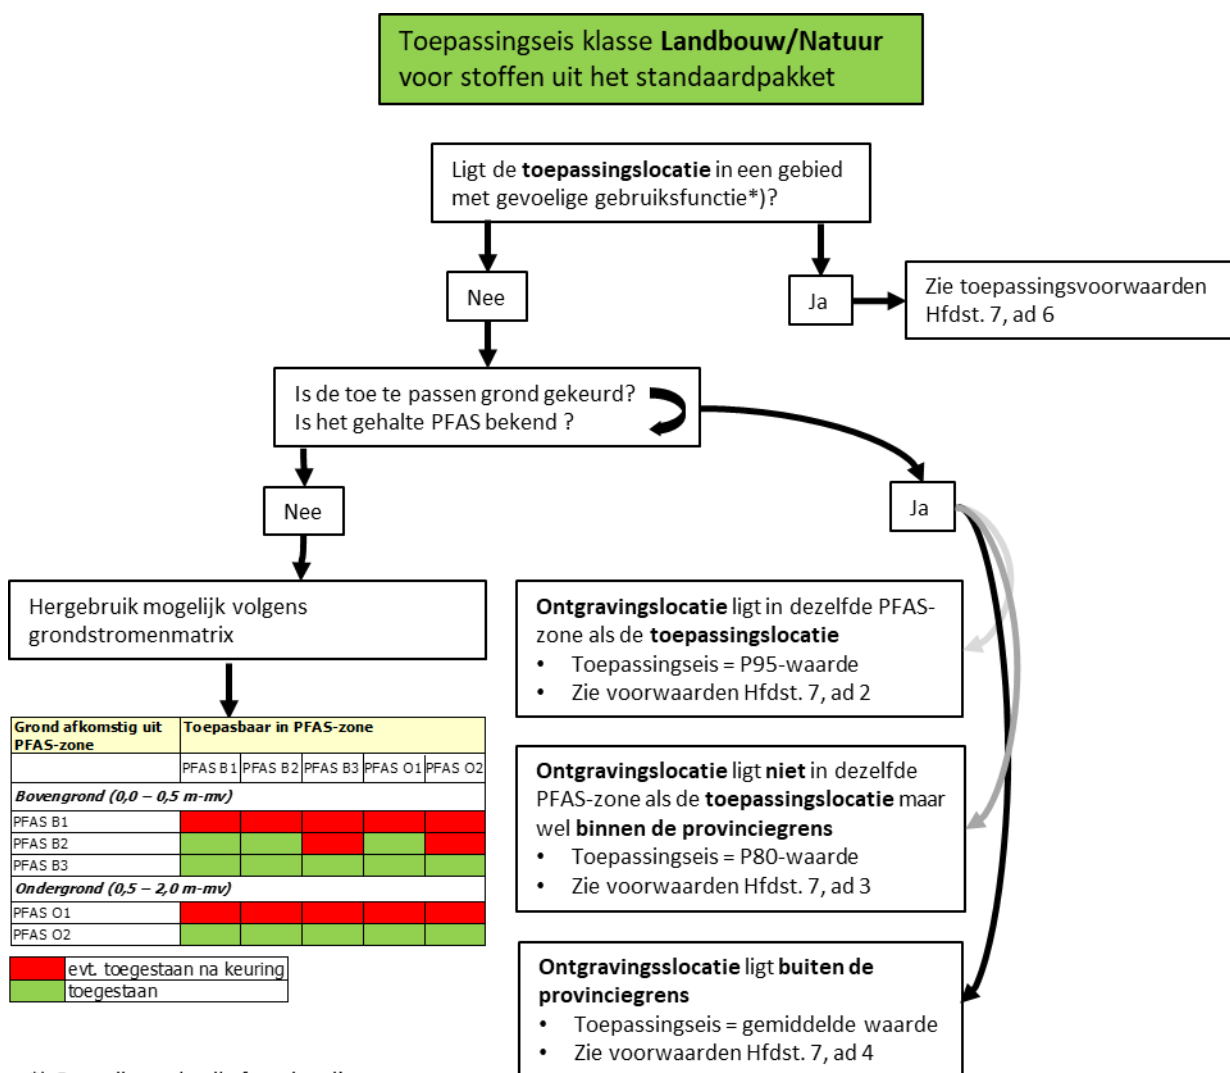 Toepassingseis klasse Landbouw/Natuur
voor stoffen uit het standaardpakket
Ligt de toepassingslocatie in een gebied
met gevoelige gebruiksfunctie*)?
Nee
Ja
Zie toepassingsvoorwaarden
Hfdst. 7, ad 6
Is de toe te passen grond gekeurd?
Is het gehalte PFAS bekend ?
Nee
Ja
Hergebruik mogelijk volgens
grondstromenmatrix
Grond afkomstig uit
PFAS-zone
Toepasbaar in PFAS-zone
PFAS B1 PFAS B2 PFAS B3 PFAS O1 PFAS O2
Bovengrond (0,0 – 0,5 m-mv)
PFAS B1
PFAS B2
PFAS B3
Ondergrond (0,5 – 2,0 m-mv)
PFAS O1
PFAS O2
evt. toegestaan na keuring
toegestaan
Ontgravingslocatie ligt in dezelfde PFAS-
zone als de toepassingslocatie
• Toepassingseis = P95-waarde
• Zie voorwaarden Hfdst. 7, ad 2
Ontgravingslocatie ligt niet in dezelfde
PFAS-zone als de toepassingslocatie maar
wel binnen de provinciegrens
• Toepassingseis = P80-waarde
• Zie voorwaarden Hfdst. 7, ad 3
Ontgravingsslocatie ligt buiten de
provinciegrens
• Toepassingseis = gemiddelde waarde
• Zie voorwaarden Hfdst. 7, ad 4